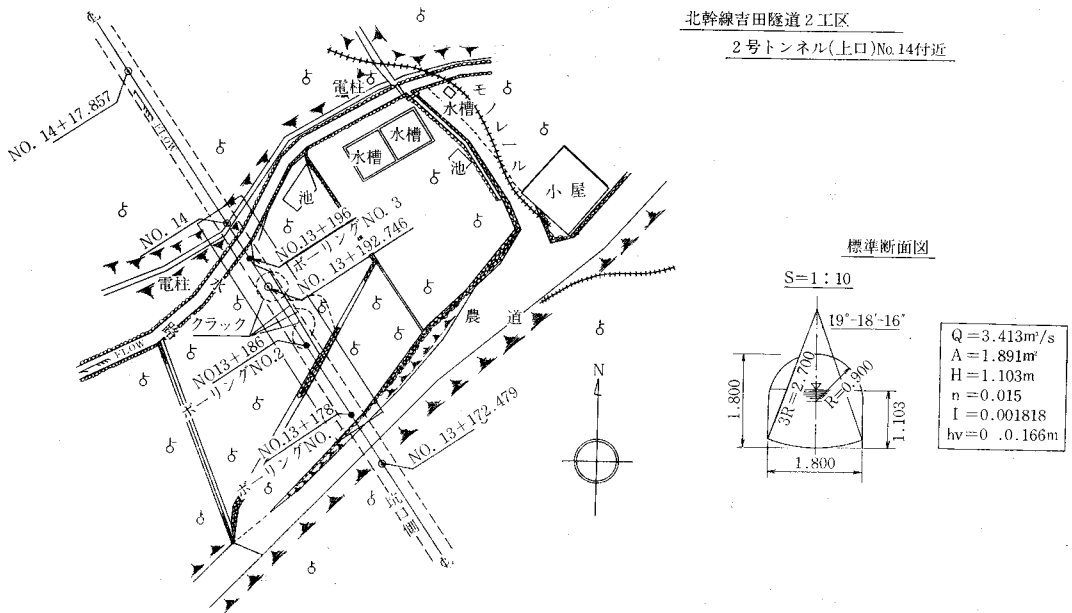 北幹線吉田隧道2工区
2号トンネル(上口)No.14付近
NO. 14+17.857
FLOW
電柱
水槽
モノレール
水槽
水槽
池
池
小屋
NO. 14
NO.13+196
ボーリングNO. 3
NO. 13+192.746
電柱
水
路
クラック
FLOW
農道
NO13+186
ボーリングNO.2
NO.13+178
ボーリングNO. 1
NO. 13+172.479
坑口側
N
標準断面図
S=1:10
19°-18'-16"
3R=2.700
R=0.900
1.800
1.103
1.800
Q=3.413m³/s
A=1.891m²
H=1.103m
n=0.015
I=0.001818
hv=0 .0.166m